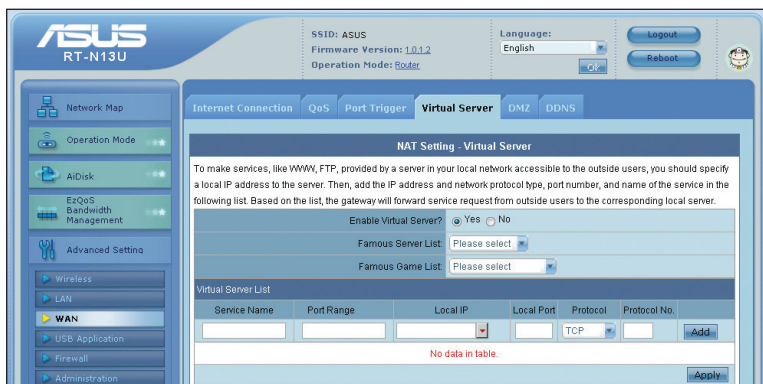 ASUS
RT-N13U
SSID: ASUS
Firmware Version: 1.0.1.2
Operation Mode: Router
Language:
English
OK
Logout
Reboot
Network Map
Operation Mode
AiDisk
EzQoS
Bandwidth
Management
Advanced Setting
Wireless
LAN
WAN
USB Application
Firewall
Administration
Internet Connection QoS Port Trigger Virtual Server DMZ DDNS
NAT Setting - Virtual Server
To make services, like WWW, FTP, provided by a server in your local network accessible to the outside users, you should specify
a local IP address to the server. Then, add the IP address and network protocol type, port number, and name of the service in the
following list. Based on the list, the gateway will forward service request from outside users to the corresponding local server.
Enable Virtual Server? Yes No
Famous Server List: Please select
Famous Game List: Please select
Virtual Server List
Service Name Port Range Local IP Local Port Protocol Protocol No.
TCP Add
No data in table.
Apply